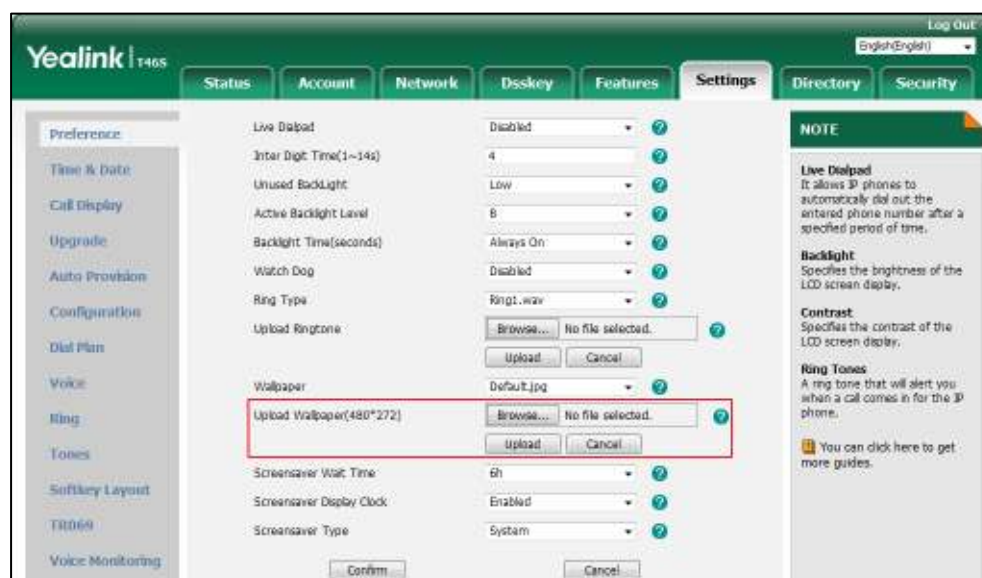 Log Out
Yealink T46S
English(English)
Status Account Network Dsskey Features Settings Directory Security
Preference
Time & Date
Call Display
Upgrade
Auto Provision
Configuration
Dial Plan
Voice
Ring
Tones
Softkey Layout
TR069
Voice Monitoring
Live Dialpad Disabled
Inter Digit Time(1~14s) 4
Unused BackLight Low
Active Backlight Level 8
Backlight Time(seconds) Always On
Watch Dog Disabled
Ring Type Ring1.wav
Upload Ringtone Browse... No file selected.
Upload Cancel
Wallpaper Default.jpg
Upload Wallpaper(480*272) Browse... No file selected.
Upload Cancel
Screensaver Wait Time 6h
Screensaver Display Clock Enabled
Screensaver Type System
Confirm Cancel
NOTE
Live Dialpad
It allows IP phones to
automatically dial out the
entered phone number after a
specified period of time.
Backlight
Specifies the brightness of the
LCD screen display.
Contrast
Specifies the contrast of the
LCD screen display.
Ring Tones
A ring tone that will alert you
when a call comes in for the IP
phone.
You can click here to get
more guides.